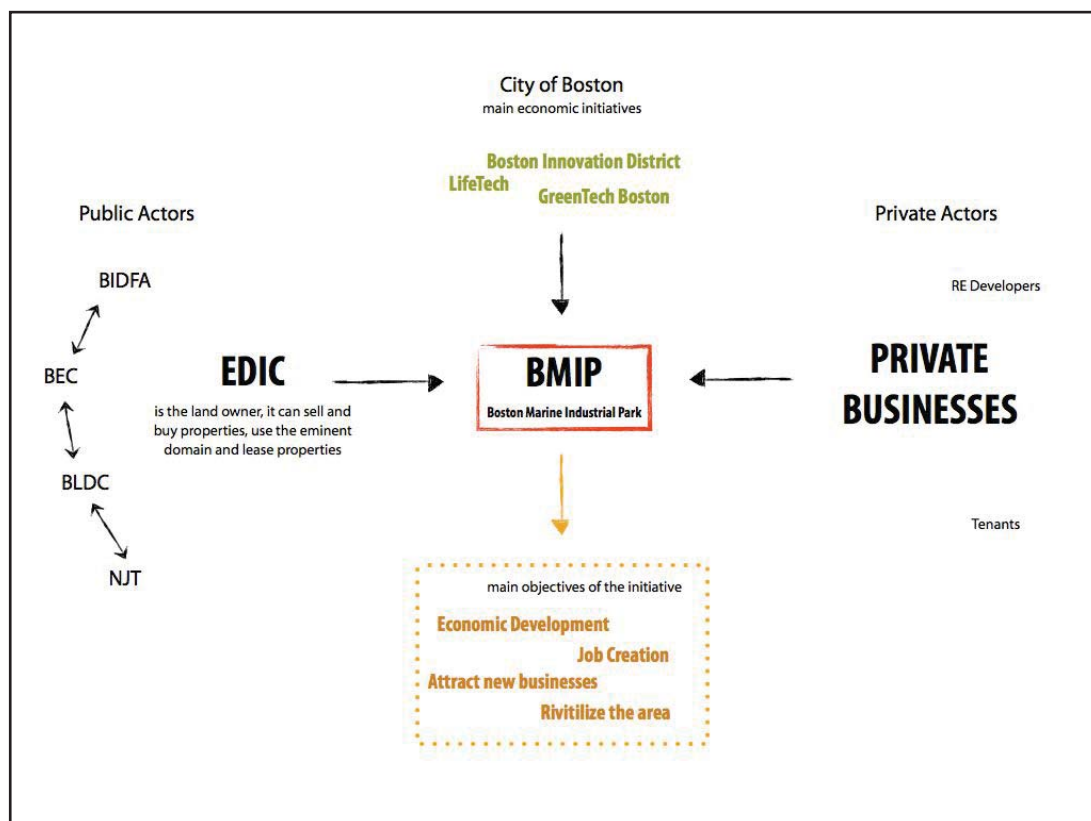 City of Boston
main economic initiatives
Boston Innovation District
LifeTech
GreenTech Boston
Public Actors
Private Actors
BIDFA
RE Developers
BEC
EDIC
is the land owner, it can sell and
buy properties, use the eminent
domain and lease properties
BMIP
Boston Marine Industrial Park
PRIVATE
BUSINESSES
BLDC
Tenants
NJT
main objectives of the initiative
Economic Development
Job Creation
Attract new businesses
Rivitilize the area